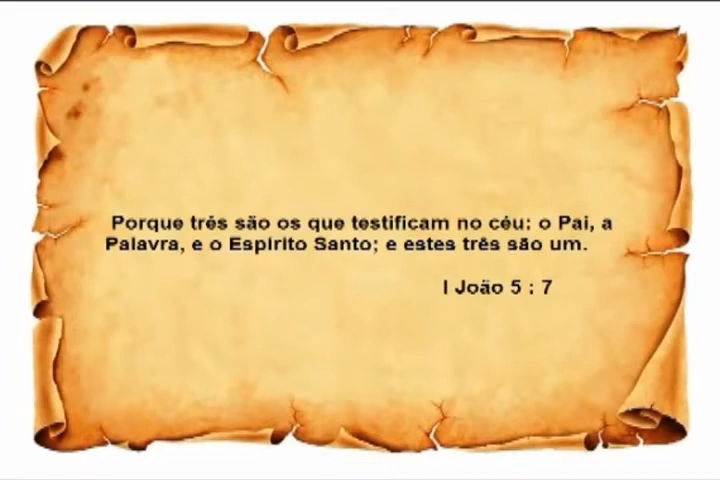 Porque três são os que testificam no céu: o Pai, a
Palavra, e o Espírito Santo; e estes três são um.
I João 5 : 7